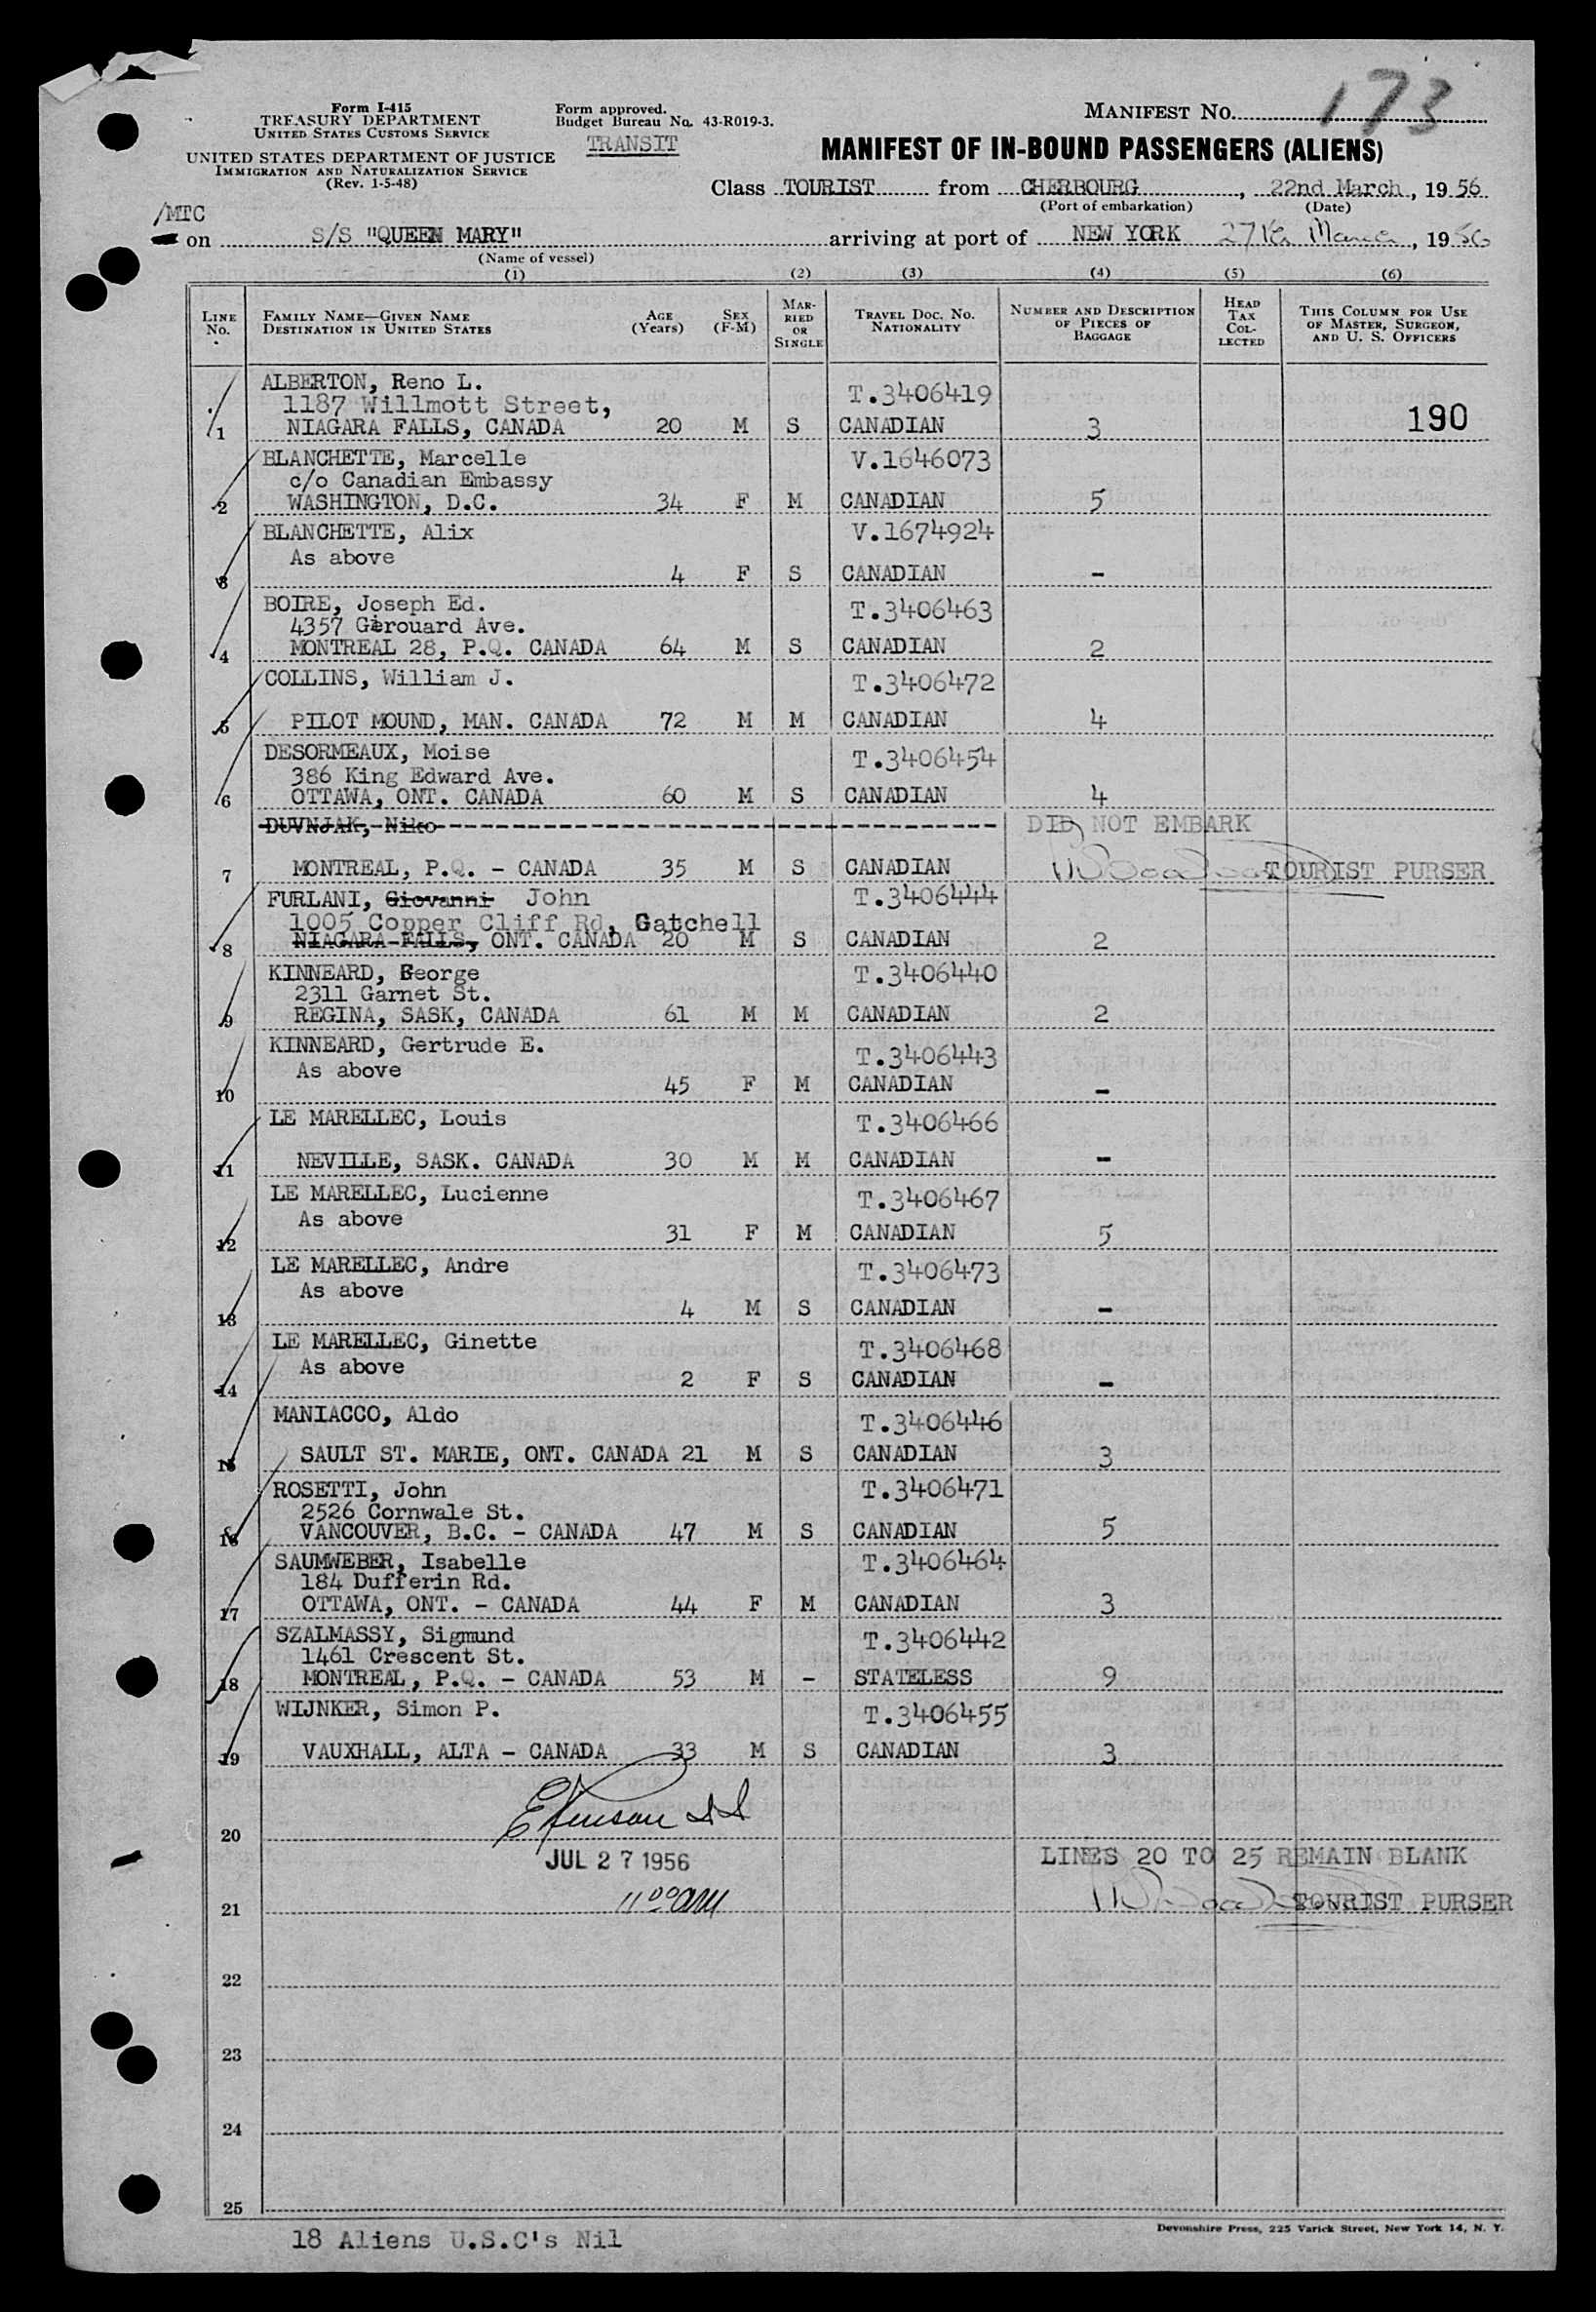 173
Form I-415
TREASURY DEPARTMENT
UNITED STATES CUSTOMS SERVICE
UNITED STATES DEPARTMENT OF JUSTICE
IMMIGRATION AND NATURALIZATION SERVICE
(Rev. 1-5-48)
Form approved.
Budget Bureau No. 43-R019-3.
TRANSIT
MANIFEST NO.
MANIFEST OF IN-BOUND PASSENGERS (ALIENS)
Class TOURIST from CHERBOURG, 22nd March, 19 56
(Port of embarkation) (Date)
/MTC
on S/S "QUEEN MARY" arriving at port of NEW YORK 27th March, 19 56
(Name of vessel)
(1) (2) (3) (4) (5) (6)
LINE NO. FAMILY NAME—GIVEN NAME DESTINATION IN UNITED STATES AGE (Years) SEX (F-M) MARRIED OR SINGLE TRAVEL DOC. NO. NATIONALITY NUMBER AND DESCRIPTION OF PIECES OF BAGGAGE HEAD TAX COLLECTED THIS COLUMN FOR USE OF MASTER, SURGEON, AND U. S. OFFICERS
ALBERTON, Reno L. T.3406419
1187 Willmott Street,
1 NIAGARA FALLS, CANADA 20 M S CANADIAN 3 190
BLANCHETTE, Marcelle V.1646073
c/o Canadian Embassy
2 WASHINGTON, D.C. 34 F M CANADIAN 5
BLANCHETTE, Alix V.1674924
As above
3 4 F S CANADIAN -
BOIRE, Joseph Ed. T.3406463
4357 Girouard Ave.
4 MONTREAL 28, P.Q. CANADA 64 M S CANADIAN 2
COLLINS, William J. T.3406472
5 PILOT MOUND, MAN. CANADA 72 M M CANADIAN 4
DESORMEAUX, Moise T.3406454
386 King Edward Ave.
6 OTTAWA, ONT. CANADA 60 M S CANADIAN 4
DUVNJAK, Niko DID NOT EMBARK
7 MONTREAL, P.Q. - CANADA 35 M S CANADIAN TOURIST PURSER
FURLANI, Giovanni John T.3406444
1005 Copper Cliff Rd, Gatchell
8 NIAGARA FALLS, ONT. CANADA 20 M S CANADIAN 2
KINNEARD, George T.3406440
2311 Garnet St.
9 REGINA, SASK, CANADA 61 M M CANADIAN 2
KINNEARD, Gertrude E. T.3406443
As above
10 45 F M CANADIAN -
LE MARELLEC, Louis T.3406466
11 NEVILLE, SASK. CANADA 30 M M CANADIAN -
LE MARELLEC, Lucienne T.3406467
As above
12 31 F M CANADIAN 5
LE MARELLEC, Andre T.3406473
As above
13 4 M S CANADIAN -
LE MARELLEC, Ginette T.3406468
As above
14 2 F S CANADIAN -
MANIACCO, Aldo T.3406446
15 SAULT ST. MARIE, ONT. CANADA 21 M S CANADIAN 3
ROSETTI, John T.3406471
2526 Cornwale St.
16 VANCOUVER, B.C. - CANADA 47 M S CANADIAN 5
SAUMWEBER, Isabelle T.3406464
184 Dufferin Rd.
17 OTTAWA, ONT. - CANADA 44 F M CANADIAN 3
SZALMASSY, Sigmund T.3406442
1461 Crescent St.
18 MONTREAL, P.Q. - CANADA 53 M - STATELESS 9
WIJNKER, Simon P. T.3406455
19 VAUXHALL, ALTA - CANADA 33 M S CANADIAN 3
20
JUL 27 1956 LINES 20 TO 25 REMAIN BLANK
21 11 00 AM TOURIST PURSER
22
23
24
25
18 Aliens U.S.C's Nil
Devonshire Press, 225 Varick Street, New York 14, N. Y.